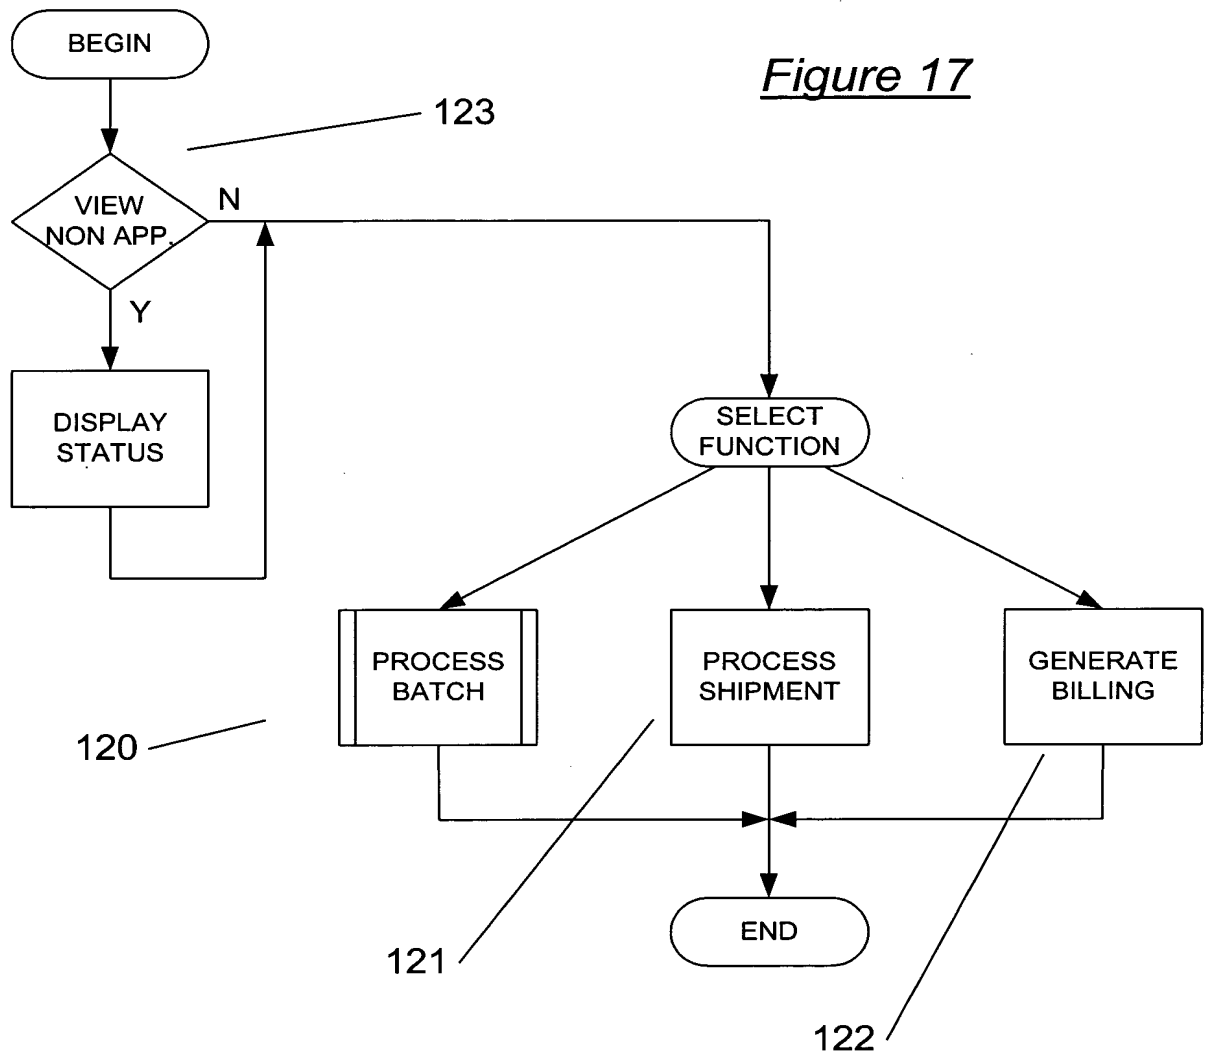 BEGIN
Figure 17
123
VIEW
NON APP.
N
Y
DISPLAY
STATUS
SELECT
FUNCTION
PROCESS
BATCH
PROCESS
SHIPMENT
GENERATE
BILLING
120
121
END
122